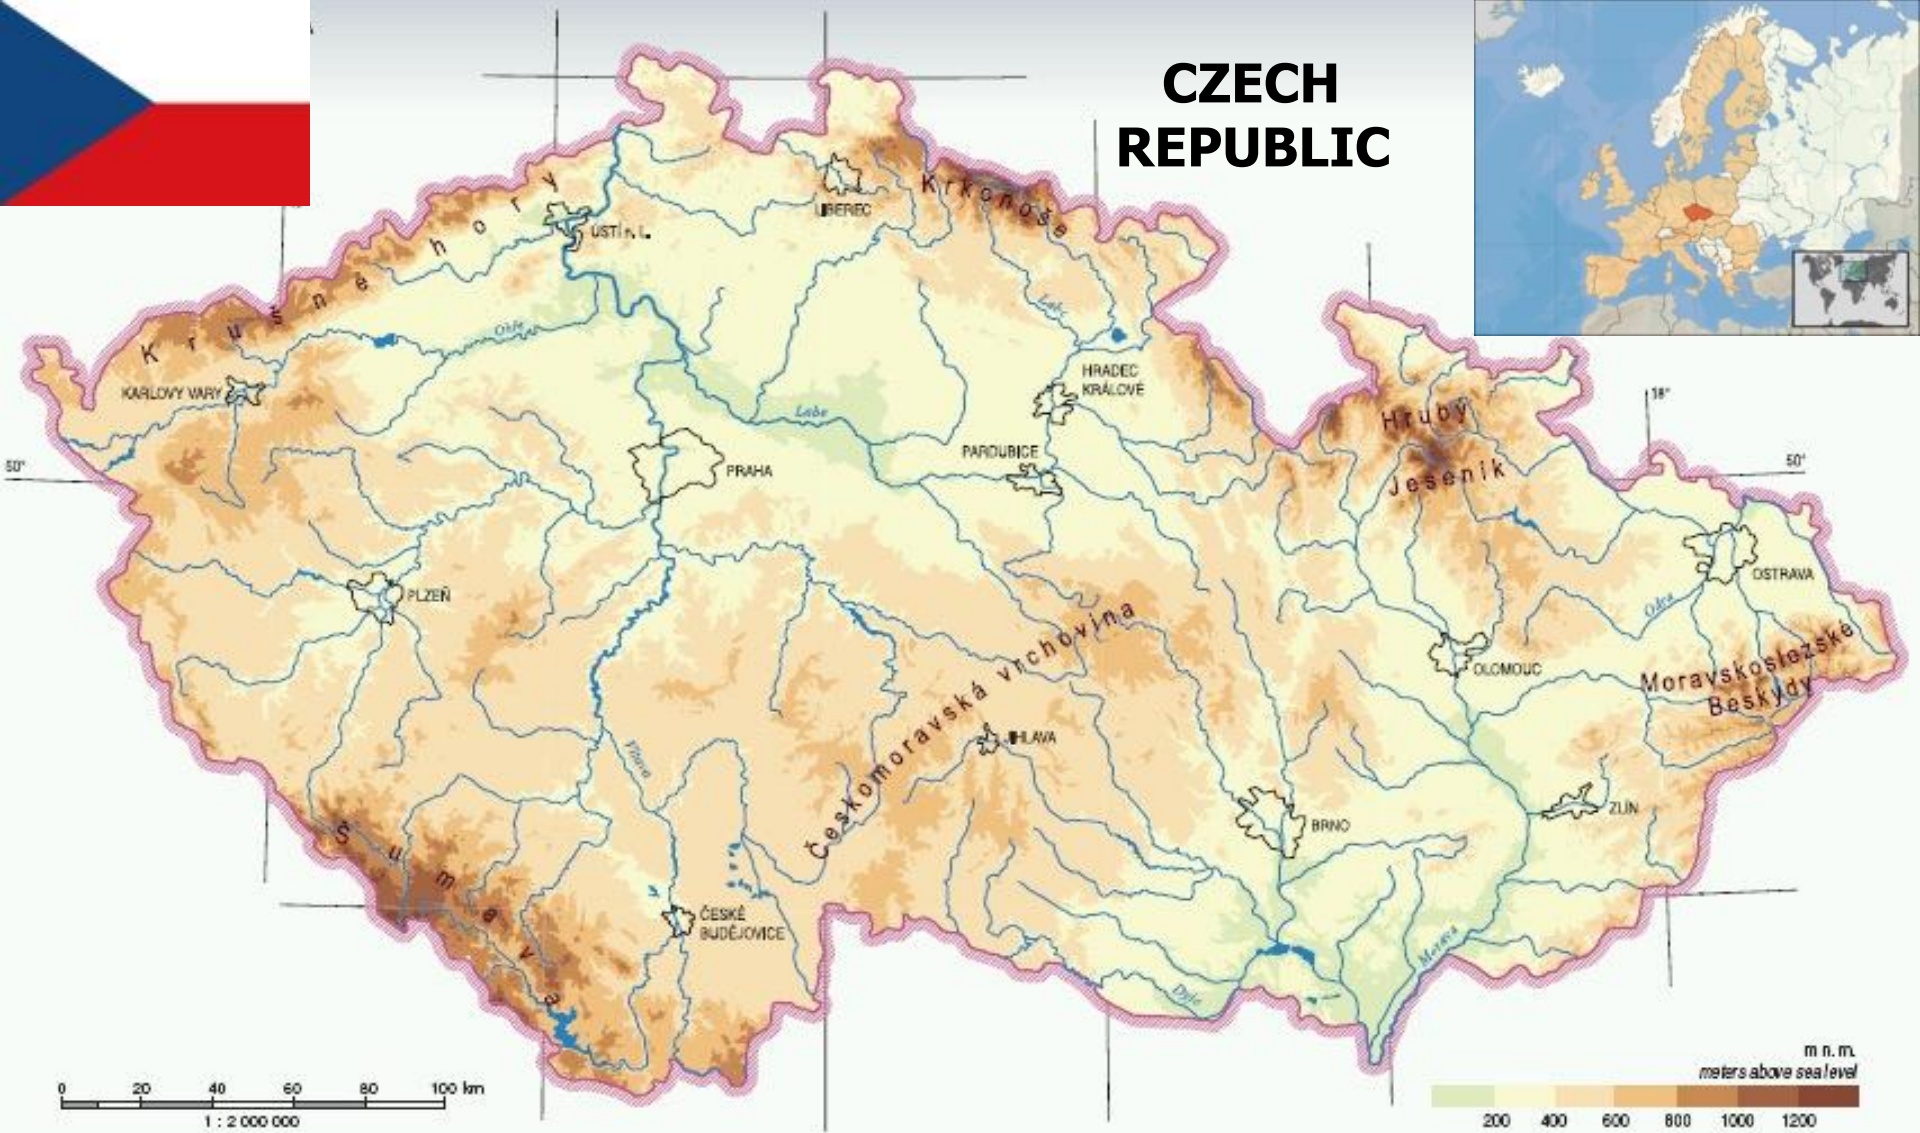 CZECH
REPUBLIC
Krušné hory
ÚSTÍ n. L.
LIBEREC
Krkonoše
Labe
Ohře
KARLOVY VARY
HRADEC
KRÁLOVÉ
Labe
PARDUBICE
PRAHA
Hrubý
Jeseník
18°
50°
50°
PLZEŇ
OSTRAVA
Odra
OLOMOUC
Moravskoslezské
Beskydy
Českomoravská vrchovina
JIHLAVA
Vltava
ZLÍN
BRNO
Šumava
ČESKÉ
BUDĚJOVICE
Morava
Dyje
0 20 40 60 80 100 km
1 : 2 000 000
m n. m.
meters above sea level
200 400 600 800 1000 1200